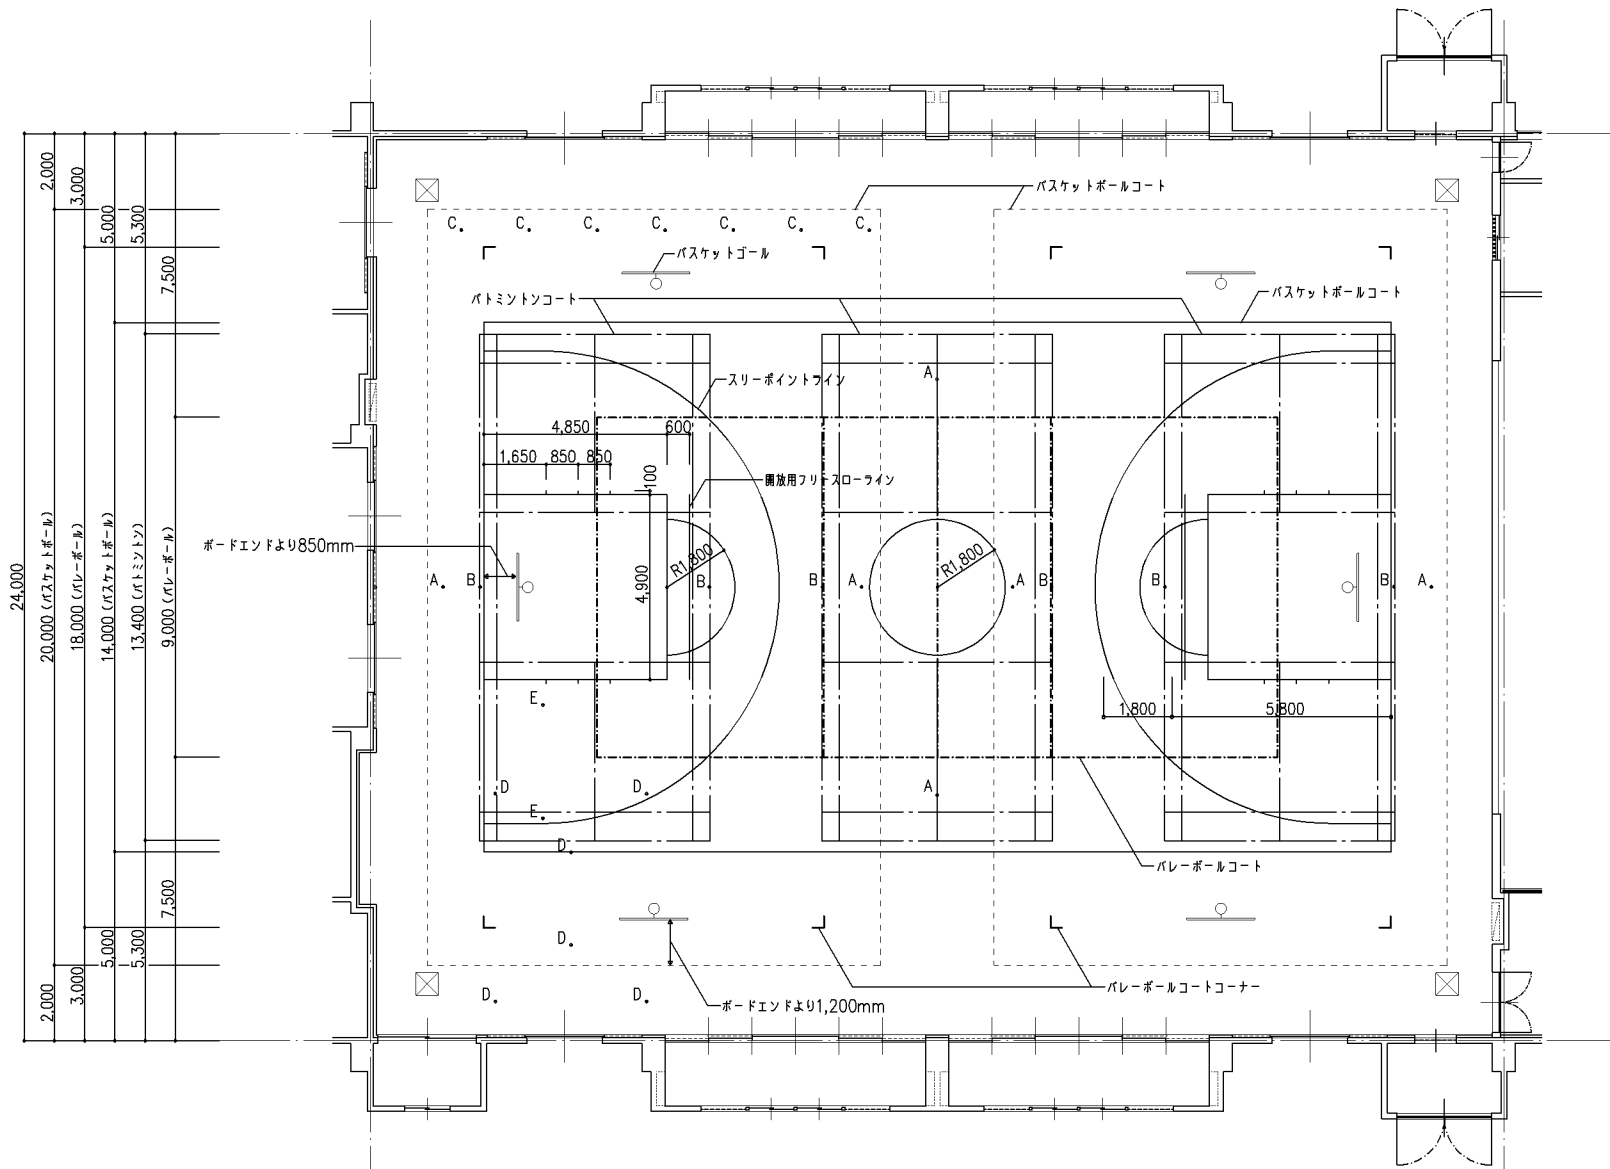 バスケットボールコート
C. C. C. C. C. C. C.
バスケットゴール
バトミントンコート
バスケットボールコート
スリーポイントライン
A
4,850
600
1,650
850
850
100
開放用フリースローライン
ボードエンドより850mm
R1,800
R1,800
4,900
A. B. B. B A. A B B A.
E.
1,800
5,800
D
D.
A
E.
D.
バレーボールコート
D.
D.
D.
バレーボールコートコーナー
ボードエンドより1,200mm
24,000
2,000
20,000 (バスケットボール)
2,000
3,000
18,000 (バレーボール)
3,000
5,000
14,000 (バスケットボール)
5,000
5,300
13,400 (バトミントン)
5,300
7,500
9,000 (バレーボール)
7,500